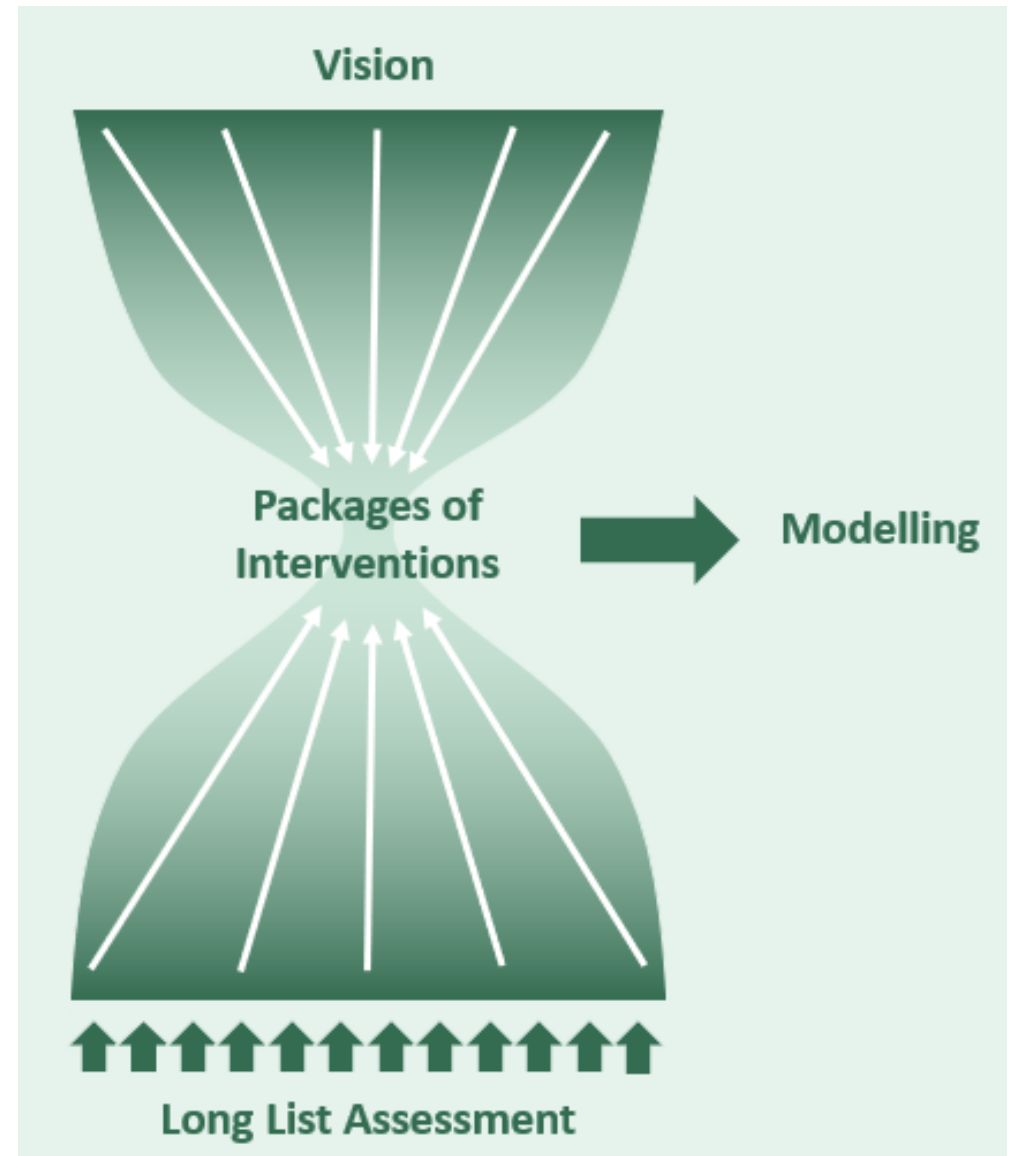 Vision
Packages of
Interventions
Modelling
Long List Assessment